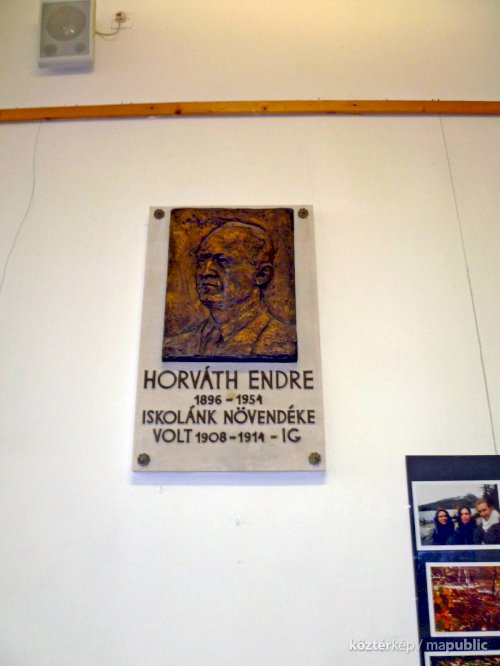 HORVÁTH ENDRE
1896 - 1954
ISKOLÁNK NÖVENDÉKE
VOLT 1908 - 1914 - IG
köztérkép / mapublic